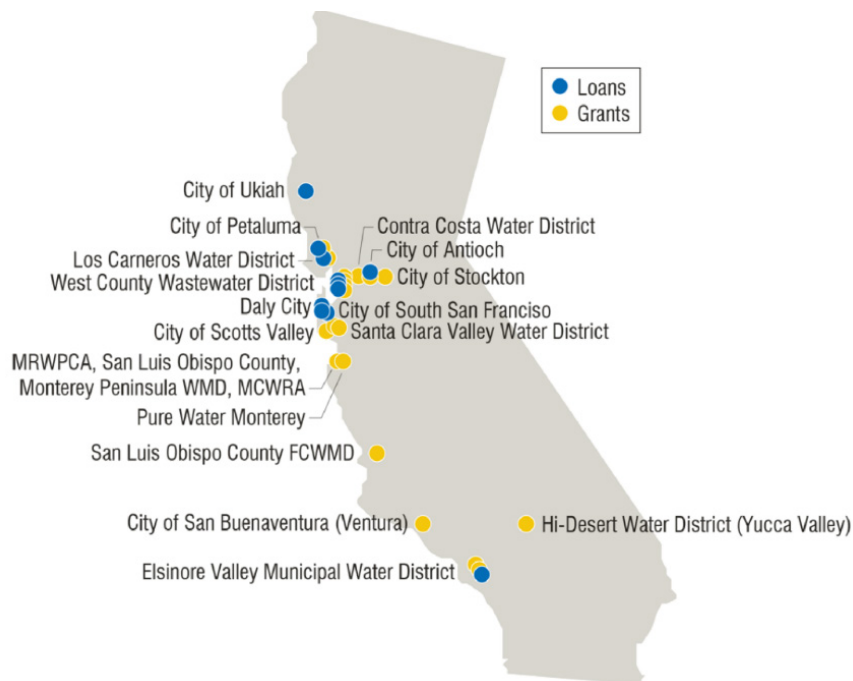 Loans
Grants
City of Ukiah
City of Petaluma
Contra Costa Water District
City of Antioch
Los Carneros Water District
West County Wastewater District
City of Stockton
Daly City
City of South San Franciso
City of Scotts Valley
Santa Clara Valley Water District
MRWPCA, San Luis Obispo County,
Monterey Peninsula WMD, MCWRA
Pure Water Monterey
San Luis Obispo County FCWMD
City of San Buenaventura (Ventura)
Hi-Desert Water District (Yucca Valley)
Elsinore Valley Municipal Water District